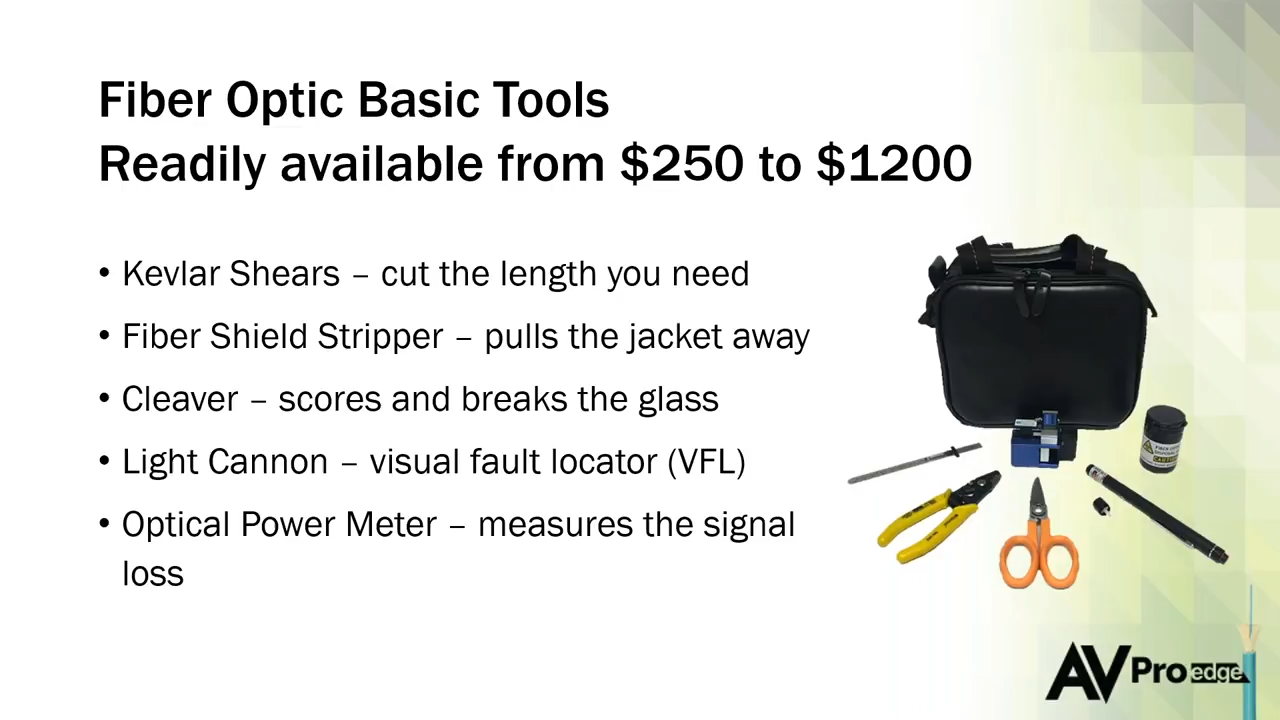 Fiber Optic Basic Tools
Readily available from $250 to $1200
• Kevlar Shears – cut the length you need
• Fiber Shield Stripper – pulls the jacket away
• Cleaver – scores and breaks the glass
• Light Cannon – visual fault locator (VFL)
• Optical Power Meter – measures the signal
loss
AVPro edge